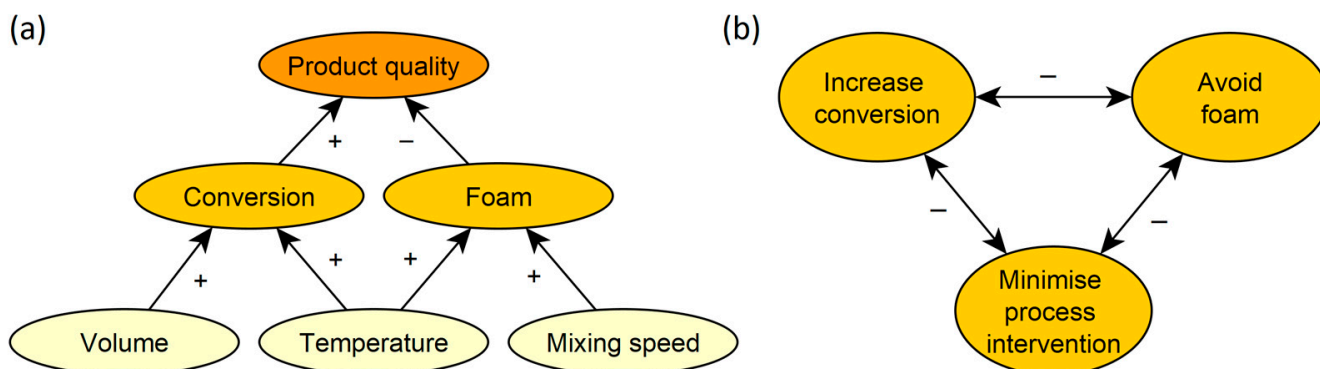 (a)
Product quality
+
–
Conversion
Foam
+
+
+
+
Volume
Temperature
Mixing speed
(b)
Increase
conversion
–
Avoid
foam
–
–
Minimise
process
intervention